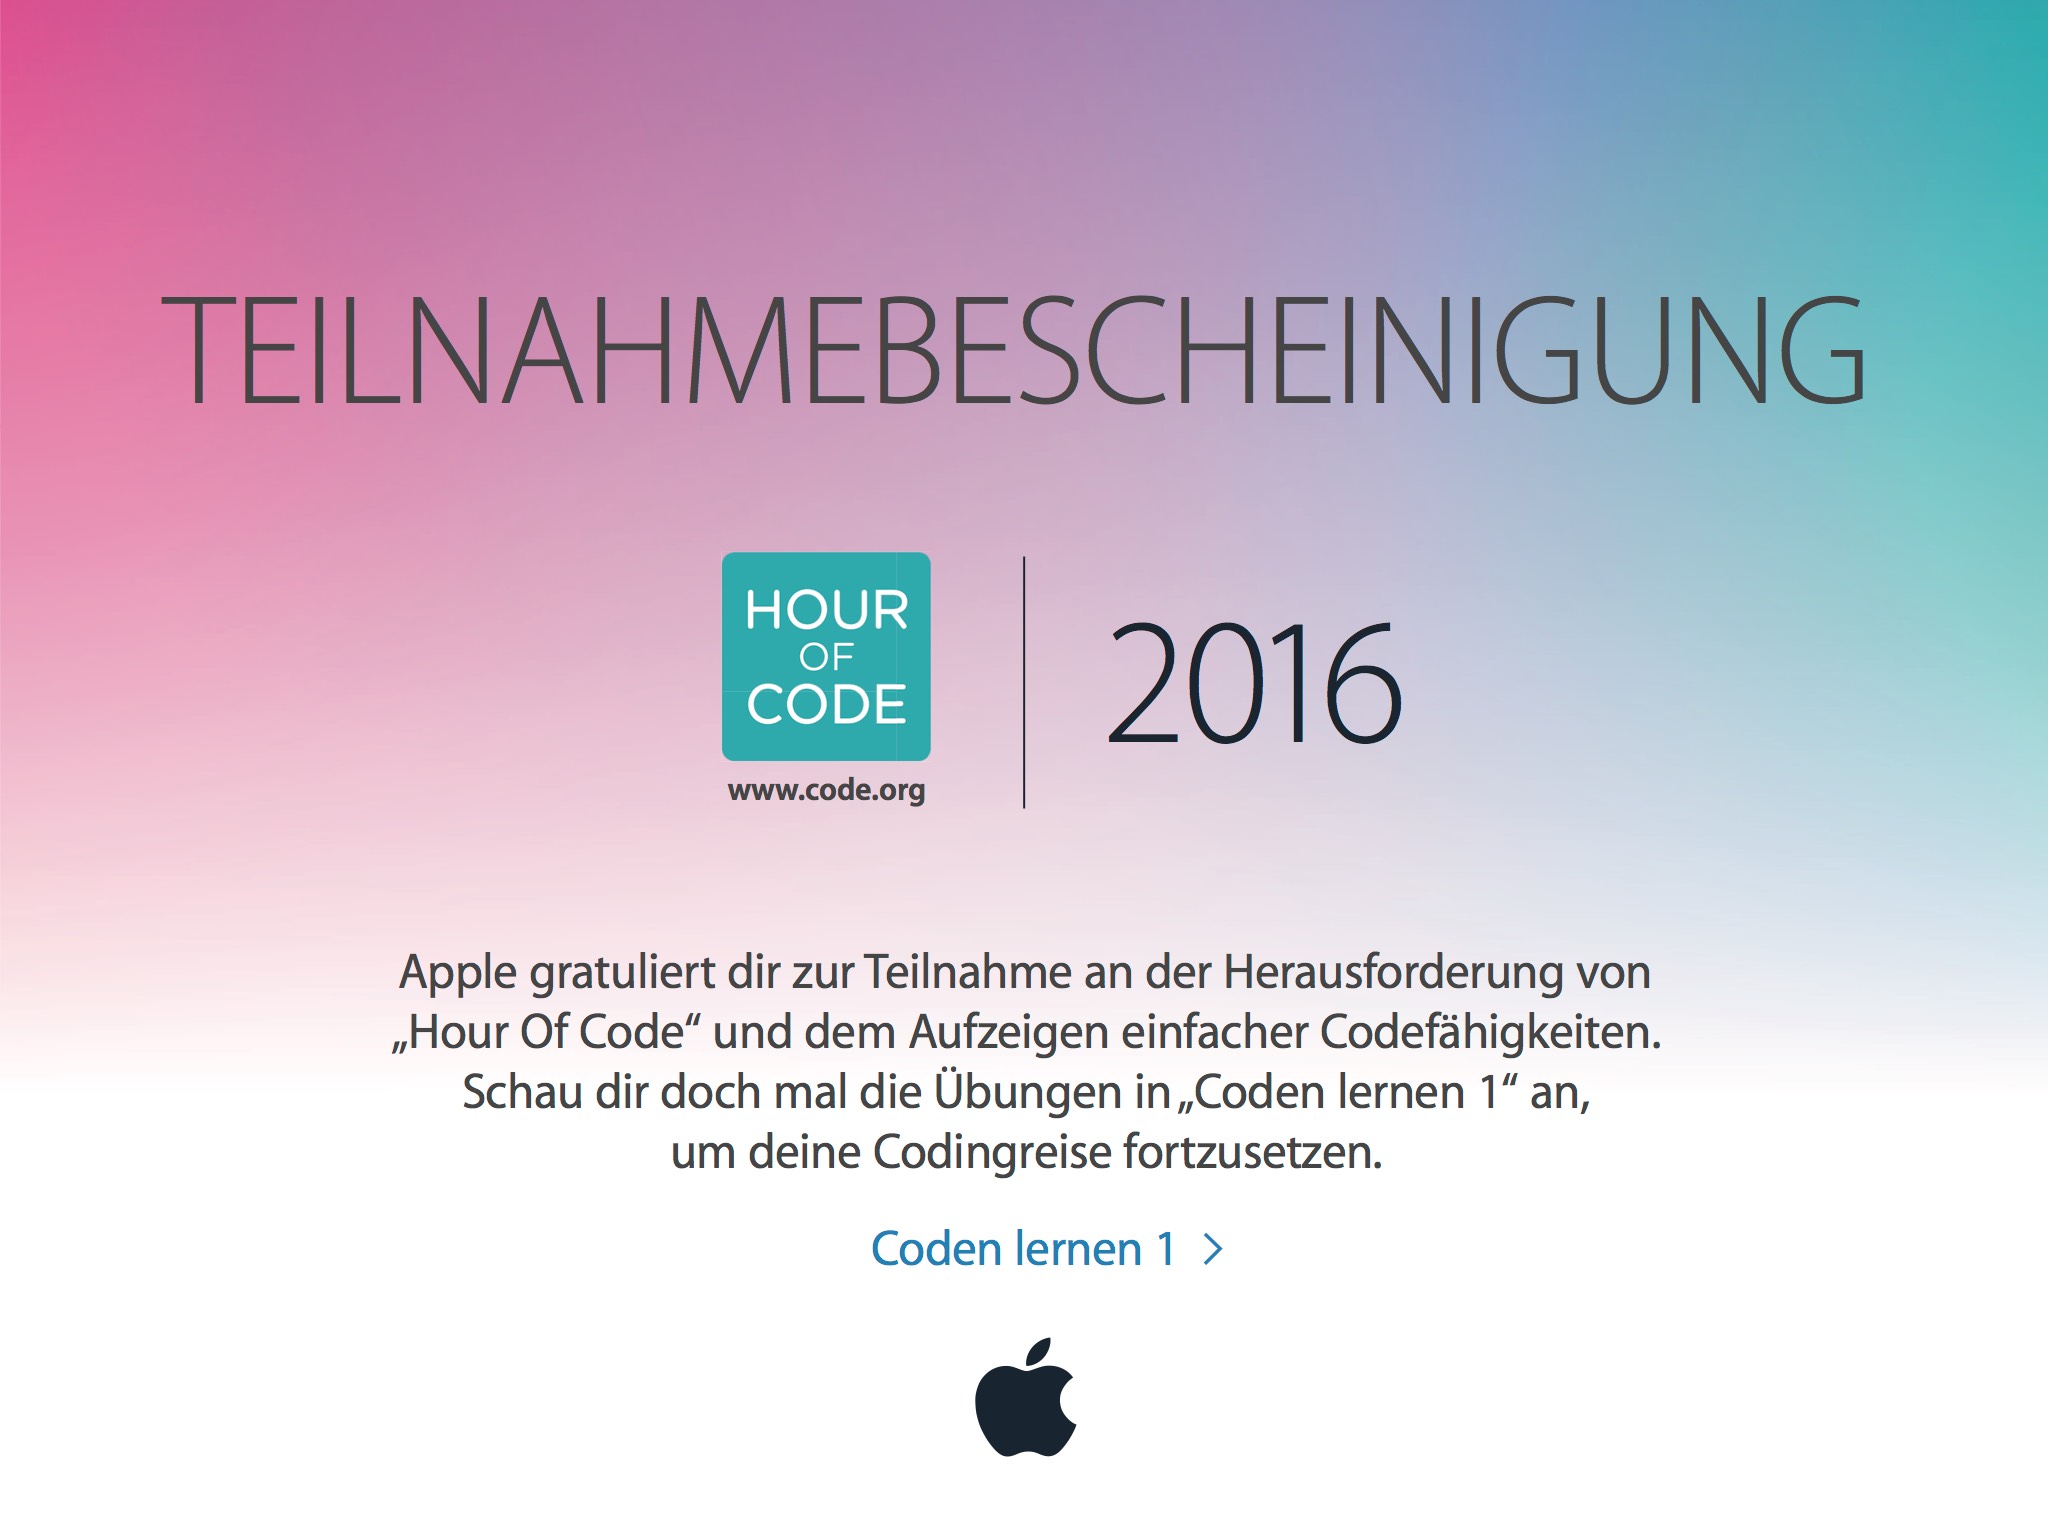 TEILNAHMEBESCHEINIGUNG
HOUR
OF
CODE
www.code.org
2016
Apple gratuliert dir zur Teilnahme an der Herausforderung von
„Hour Of Code“ und dem Aufzeigen einfacher Codefähigkeiten.
Schau dir doch mal die Übungen in „Coden lernen 1“ an,
um deine Codingreise fortzusetzen.
Coden lernen 1 >